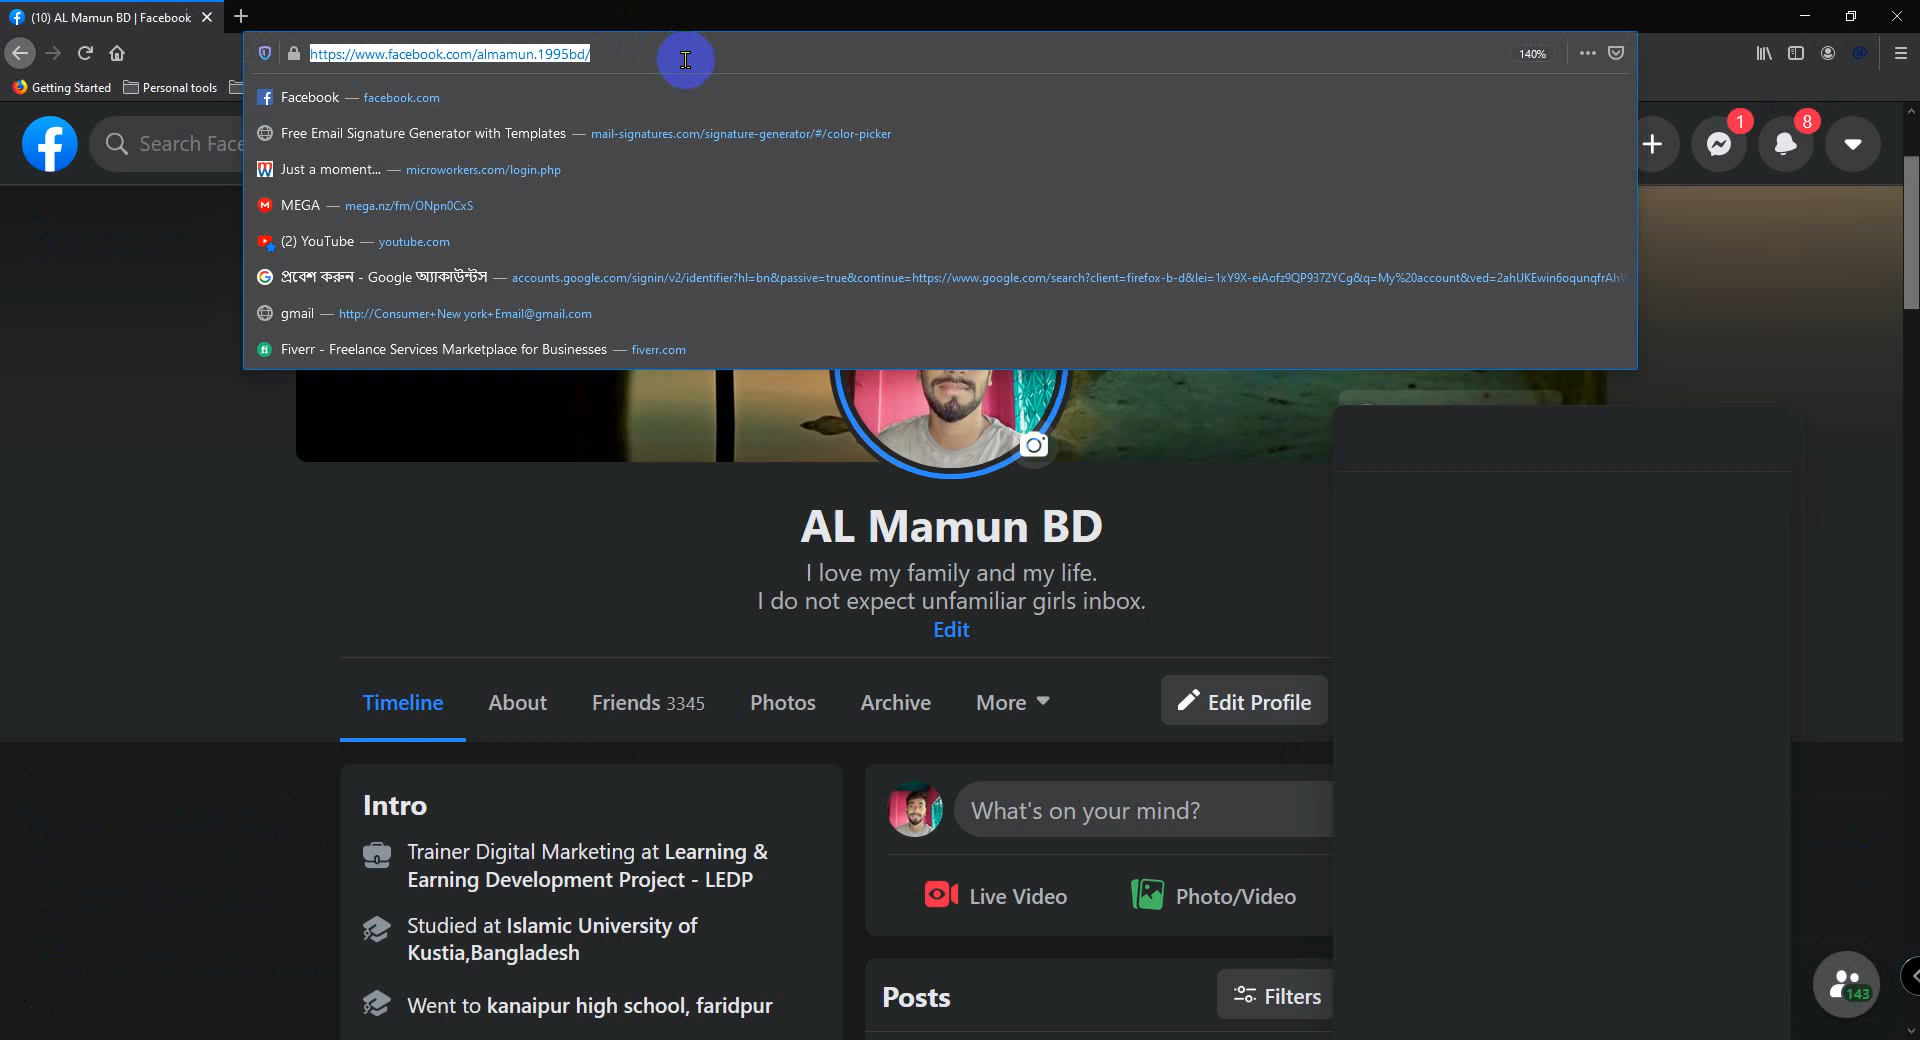 (10) AL Mamun BD | Facebook
https://www.facebook.com/almamun.1995bd/
140%
Getting Started
Personal tools
Facebook — facebook.com
Free Email Signature Generator with Templates — mail-signatures.com/signature-generator/#/color-picker
Just a moment... — microworkers.com/login.php
MEGA — mega.nz/fm/ONpn0CxS
(2) YouTube — youtube.com
প্রবেশ করুন - Google অ্যাকাউন্টস — accounts.google.com/signin/v2/identifier?hl=bn&passive=true&continue=https://www.google.com/search?client=firefox-b-d&lei=1xY9X-eiAofz9QP9372YCg&q=My%20account&ved=2ahUKEwin6oqunqfrAhW
gmail — http://Consumer+New york+Email@gmail.com
Fiverr - Freelance Services Marketplace for Businesses — fiverr.com
Search Face
1
8
AL Mamun BD
I love my family and my life.
I do not expect unfamiliar girls inbox.
Edit
Timeline
About
Friends 3345
Photos
Archive
More
Edit Profile
Intro
Trainer Digital Marketing at Learning &
Earning Development Project - LEDP
Studied at Islamic University of
Kustia,Bangladesh
Went to kanaipur high school, faridpur
What's on your mind?
Live Video
Photo/Video
Posts
Filters
143